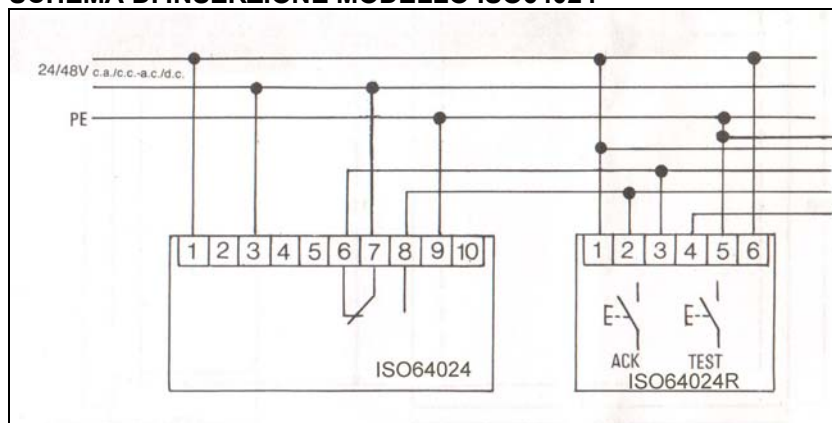 SCHEMA DI INSERZIONE MODELLO ISO64024
24/48V c.a./c.c.-a.c./d.c.
PE
1 2 3 4 5 6 7 8 9 10
1 2 3 4 5 6
E
E
ACK
TEST
ISO64024
ISO64024R